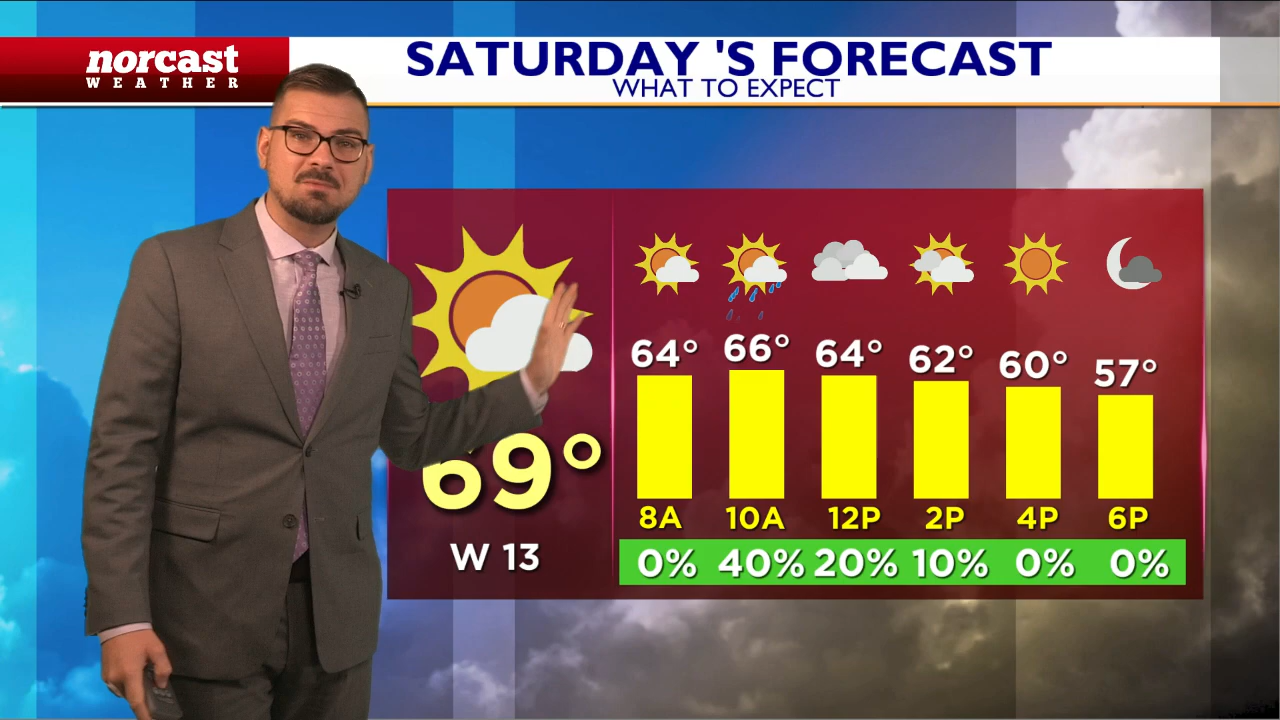 norcast
WEATHER
SATURDAY 'S FORECAST
WHAT TO EXPECT
69°
W 13
64° 66° 64° 62° 60° 57°
8A 10A 12P 2P 4P 6P
0% 40% 20% 10% 0% 0%